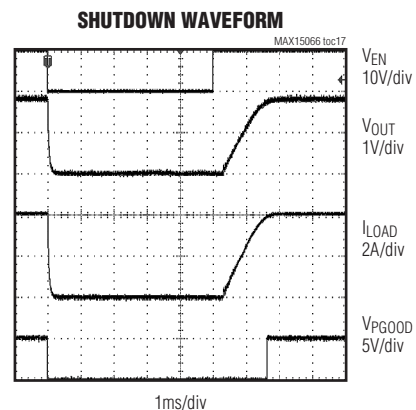 SHUTDOWN WAVEFORM
MAX15066 toc17
VEN
10V/div
VOUT
1V/div
ILOAD
2A/div
VPGOOD
5V/div
1ms/div